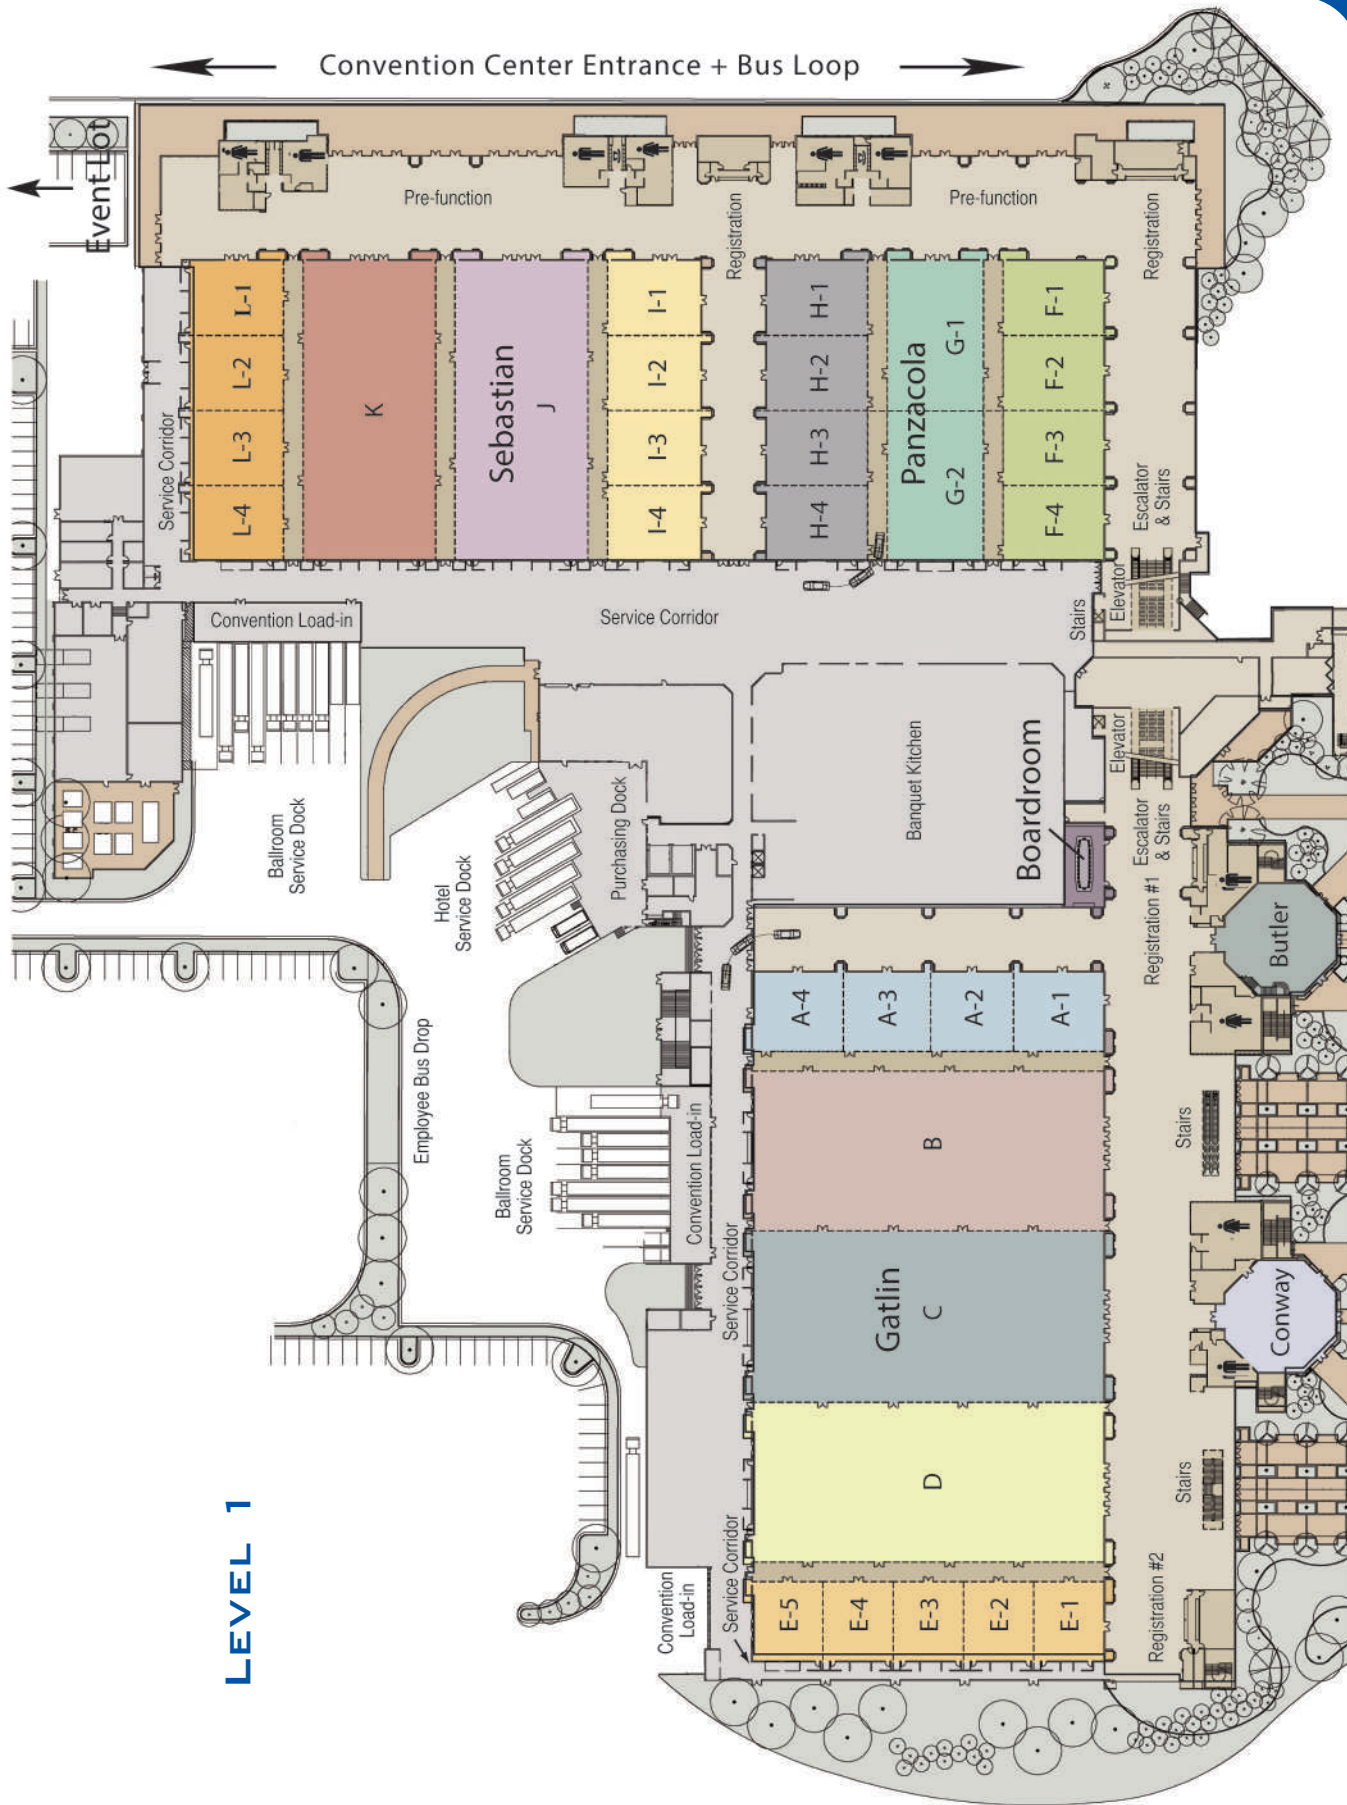 Convention Center Entrance + Bus Loop
Event Lot
Pre-function
Pre-function
Registration
Registration
L-1
L-2
L-3
L-4
K
Sebastian
J
I-1
I-2
I-3
I-4
H-1
H-2
H-3
H-4
Panzacola
G-1
G-2
F-1
F-2
F-3
F-4
Service Corridor
Escalator
& Stairs
Elevator
Stairs
Convention Load-in
Service Corridor
Ballroom
Service Dock
Hotel
Service Dock
Purchasing Dock
Banquet Kitchen
Boardroom
Elevator
Escalator
& Stairs
Registration #1
Butler
A-4
A-3
A-2
A-1
Employee Bus Drop
Ballroom
Service Dock
Convention Load-in
Service Corridor
B
Stairs
Gatlin
C
Conway
D
Stairs
LEVEL 1
Convention
Load-in
Service Corridor
E-5
E-4
E-3
E-2
E-1
Registration #2